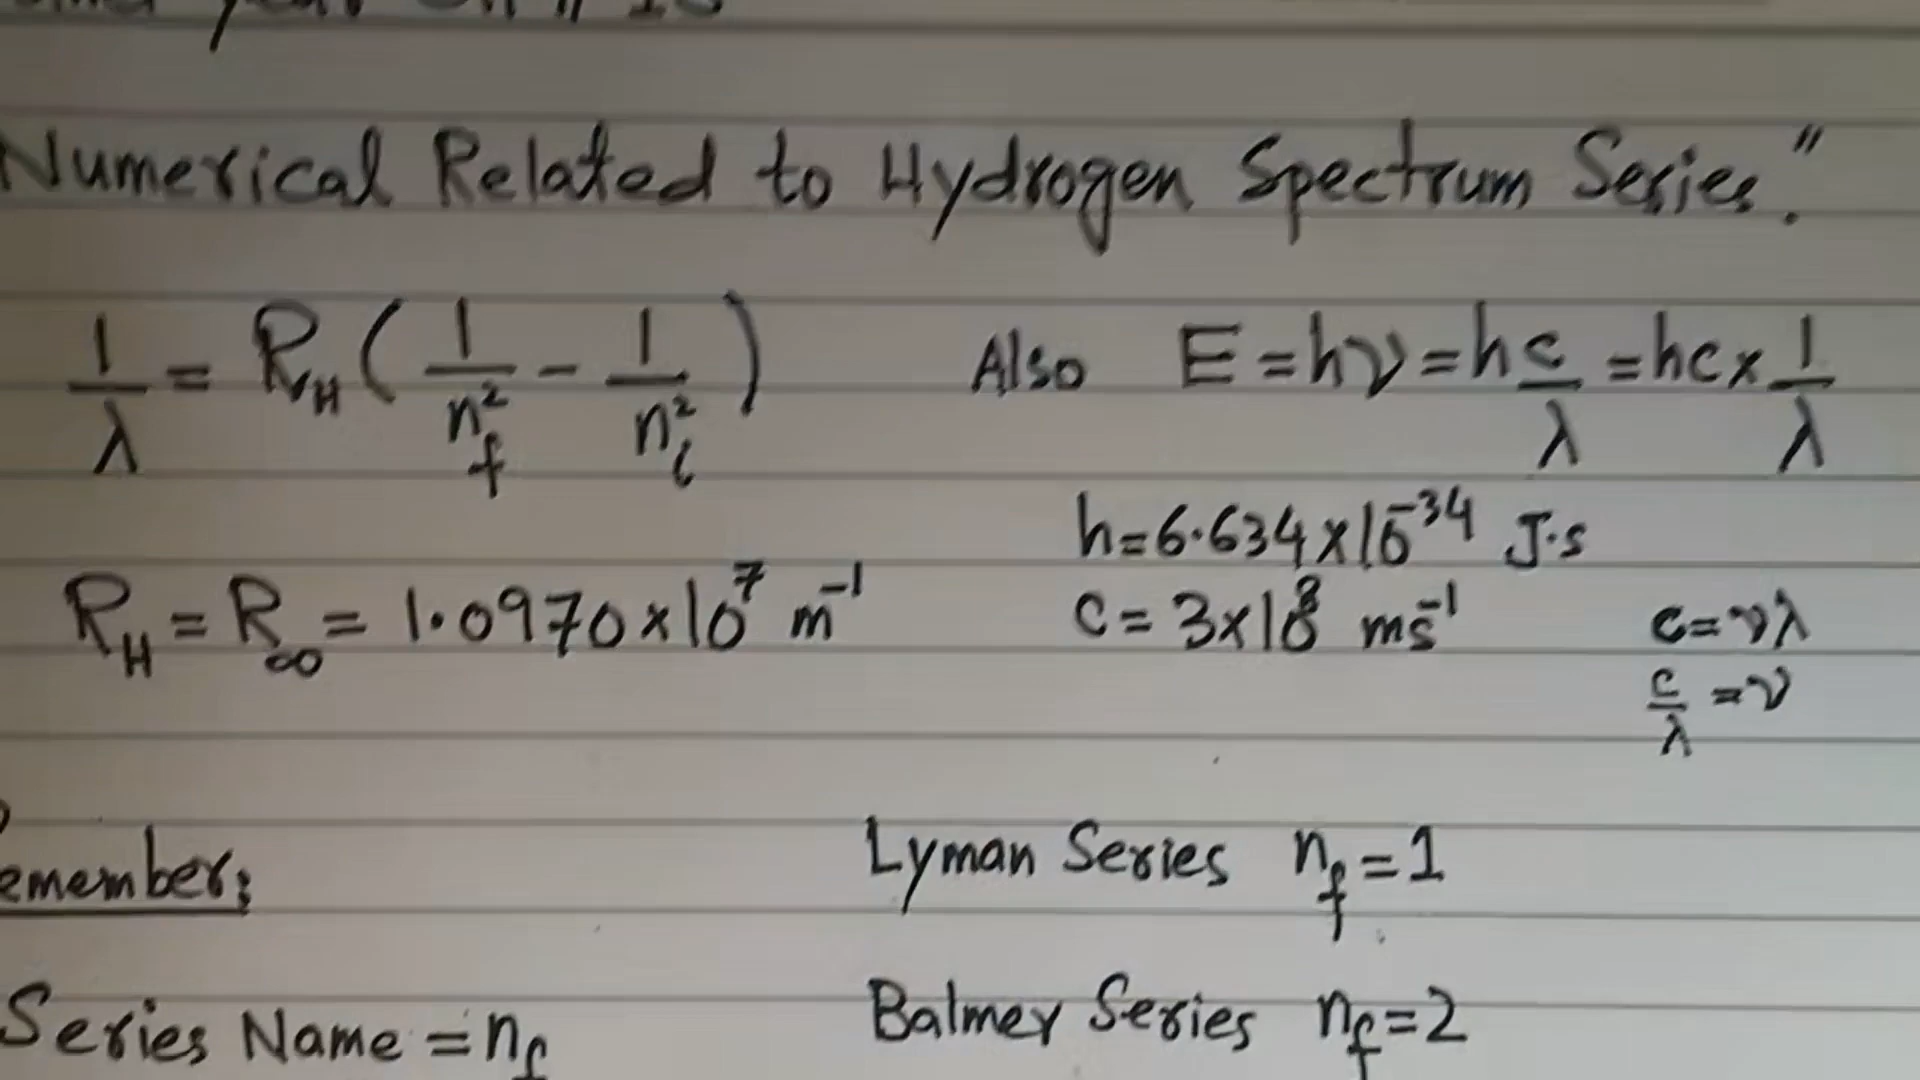 Numerical Related to Hydrogen Spectrum Series."
1/λ = R_H ( 1/n_f² - 1/n_i² ) Also E = hν = h c/λ = hc × 1/λ
h = 6.634 × 10⁻³⁴ J·s
R_H = R_∞ = 1.0970 × 10⁷ m⁻¹ c = 3 × 10⁸ ms⁻¹ c = νλ
c/λ = ν
emember: Lyman Series n_f = 1
Series Name = n_f Balmer Series n_f = 2